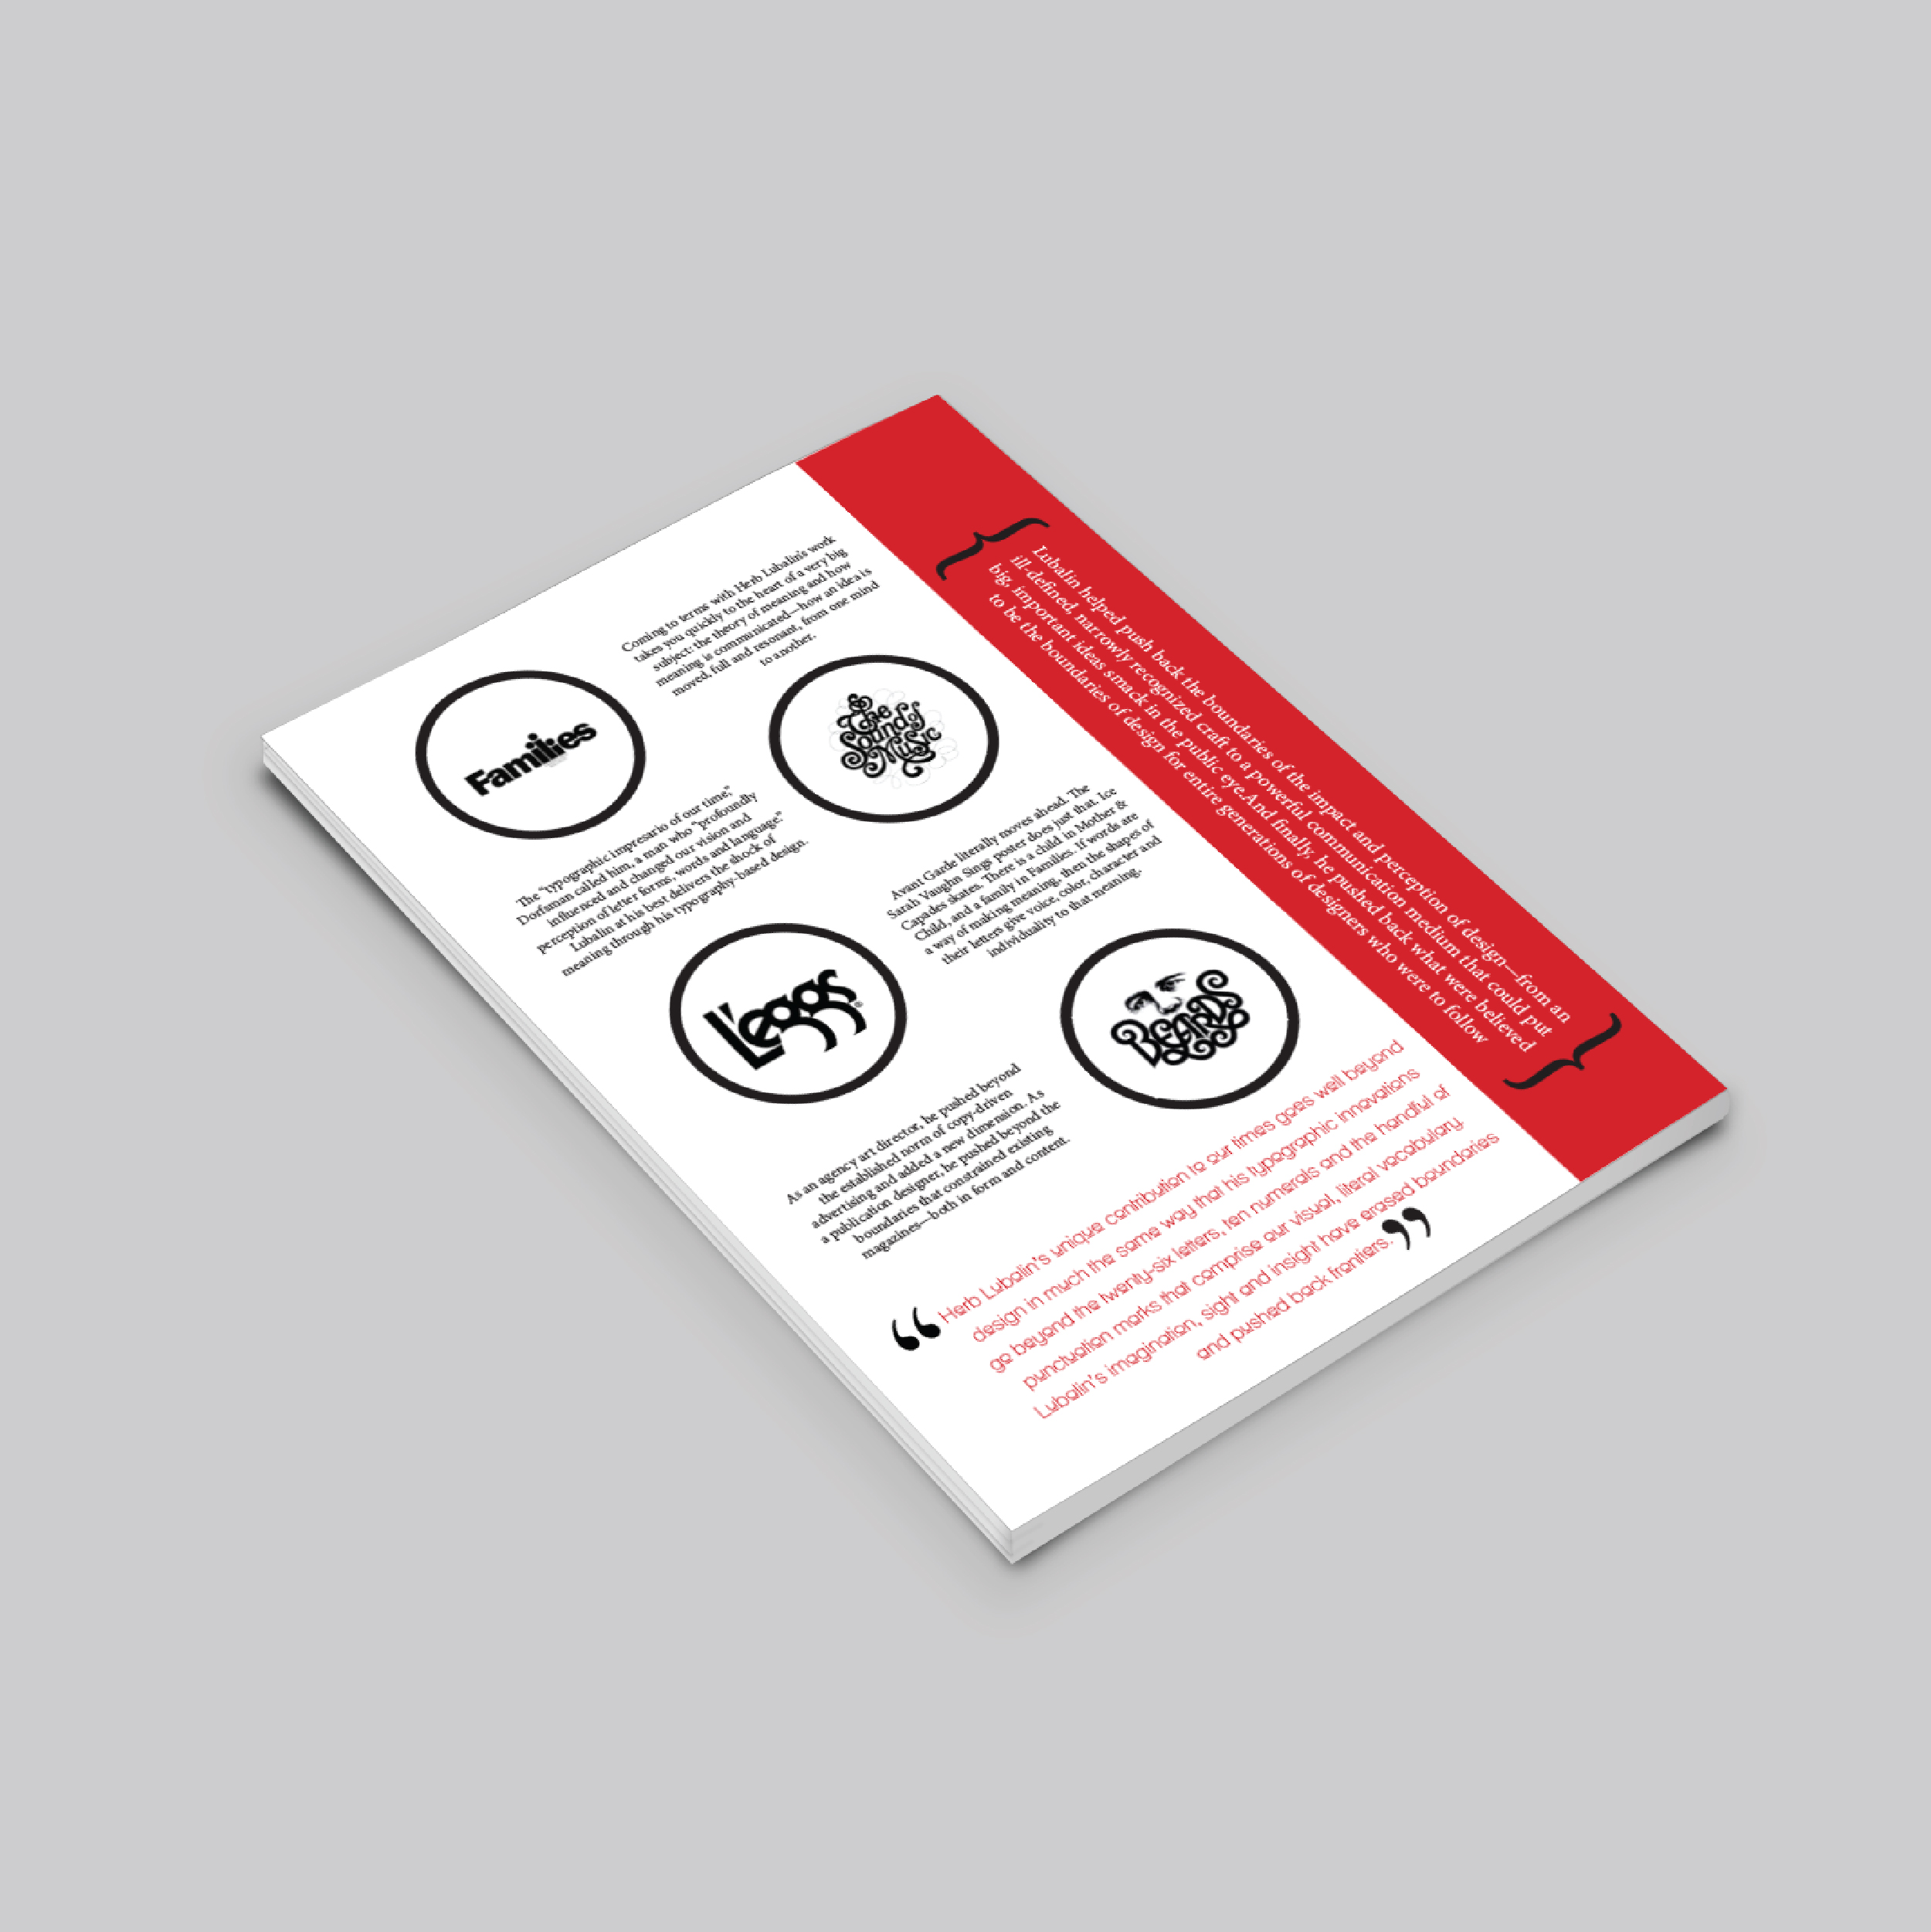 Coming to terms with Herb Lubalin's work
takes you quickly to the heart of a very big
subject: the theory of meaning and how
meaning is communicated—how an idea is
moved, full and resonant, from one mind
to another.
Families
The Sound of Music
The "typographic impresario of our time,"
Dorfsman called him, a man who "profoundly
influenced and changed our vision and
perception of letter forms, words and language."
Lubalin at his best delivers the shock of
meaning through his typography-based design.
Avant Garde literally moves ahead. The
Sarah Vaughn Sings poster does just that. Ice
Capades skates. There is a child in Mother &
Child, and a family in Families. If words are
a way of making meaning, then the shapes of
their letters give voice, color, character and
individuality to that meaning.
L'eggs
BEARDS
As an agency art director, he pushed beyond
the established norm of copy-driven
advertising and added a new dimension. As
a publication designer, he pushed beyond the
boundaries that constrained existing
magazines—both in form and content.
“ Herb Lubalin's unique contribution to our times goes well beyond
design in much the same way that his typographic innovations
go beyond the twenty-six letters, ten numerals and the handful of
punctuation marks that comprise our visual, literal vocabulary.
Lubalin's imagination, sight and insight have erased boundaries
and pushed back frontiers. ”
{
Lubalin helped push back the boundaries of the impact and perception of design—from an
ill-defined, narrowly recognized craft to a powerful communication medium that could put
big, important ideas smack in the public eye.And finally, he pushed back what were believed
to be the boundaries of design for entire generations of designers who were to follow
}